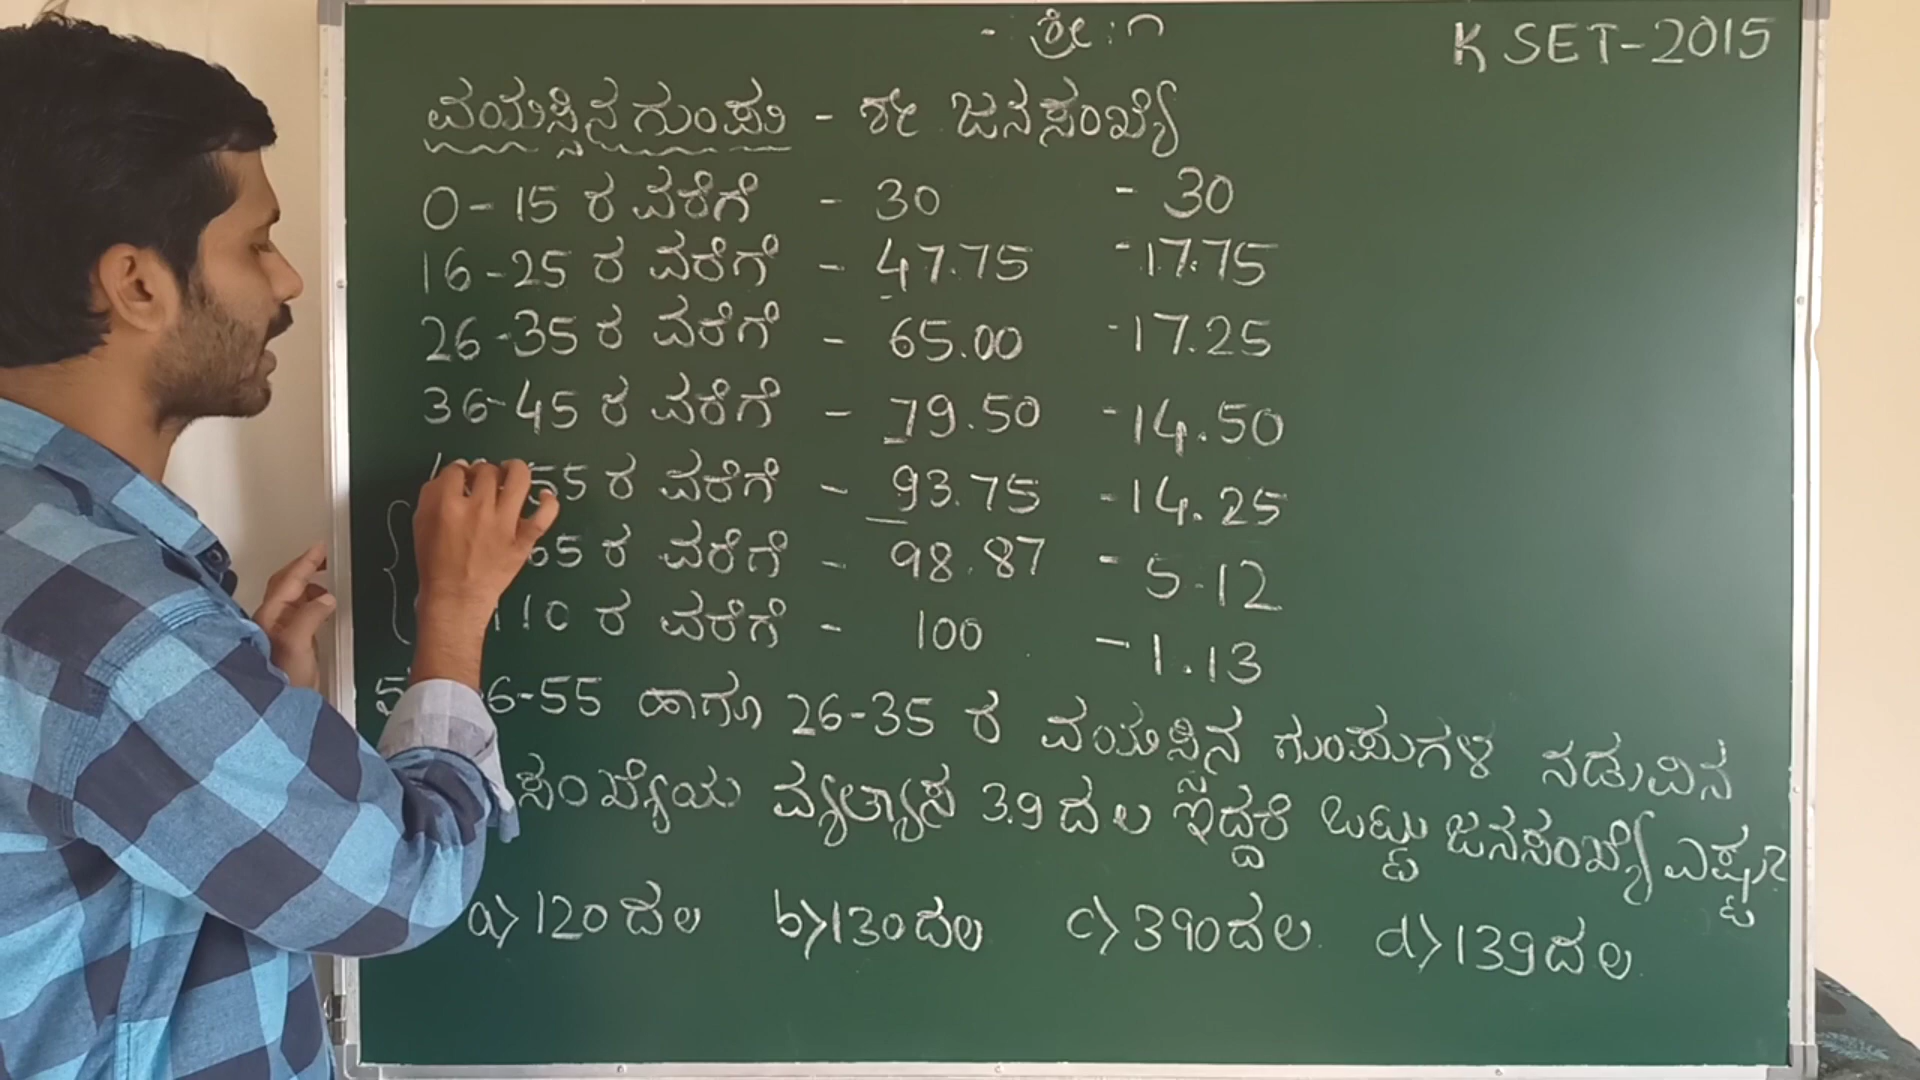 - ಶ್ರೀ:ಗ
K SET-2015
ವಯಸ್ಸಿನ ಗುಂಪು - ಶೇ ಜನಸಂಖ್ಯೆ
0-15 ರ ವರೆಗೆ - 30 - 30
16-25 ರ ವರೆಗೆ - 47.75 -17.75
26-35 ರ ವರೆಗೆ - 65.00 -17.25
36-45 ರ ವರೆಗೆ - 79.50 -14.50
55 ರ ವರೆಗೆ - 93.75 -14.25
65 ರ ವರೆಗೆ - 98.87 - 5.12
110 ರ ವರೆಗೆ - 100 - 1.13
6-55 ಹಾಗೂ 26-35 ರ ವಯಸ್ಸಿನ ಗುಂಪುಗಳ ನಡುವಿನ
ಸಂಖ್ಯೆಯ ವ್ಯತ್ಯಾಸ 3.9 ದಲ ಇದ್ದರೆ ಒಟ್ಟು ಜನಸಂಖ್ಯೆ ಎಷ್ಟು?
a) 120 ದಲ b) 130 ದಲ c) 390 ದಲ d) 139 ದಲ